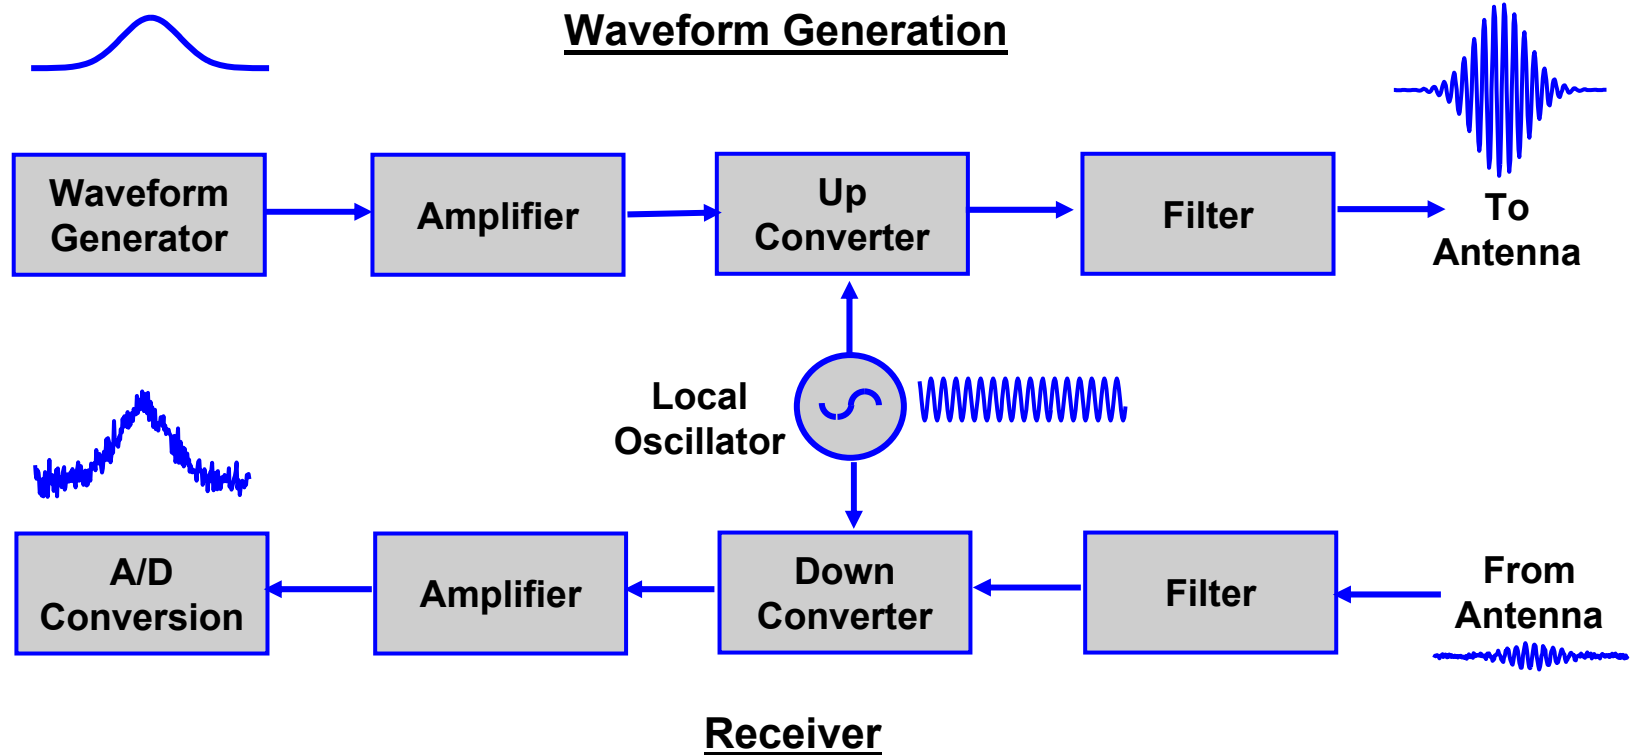 Waveform Generation
Waveform
Generator
Amplifier
Up
Converter
Filter
To
Antenna
Local
Oscillator
A/D
Conversion
Amplifier
Down
Converter
Filter
From
Antenna
Receiver